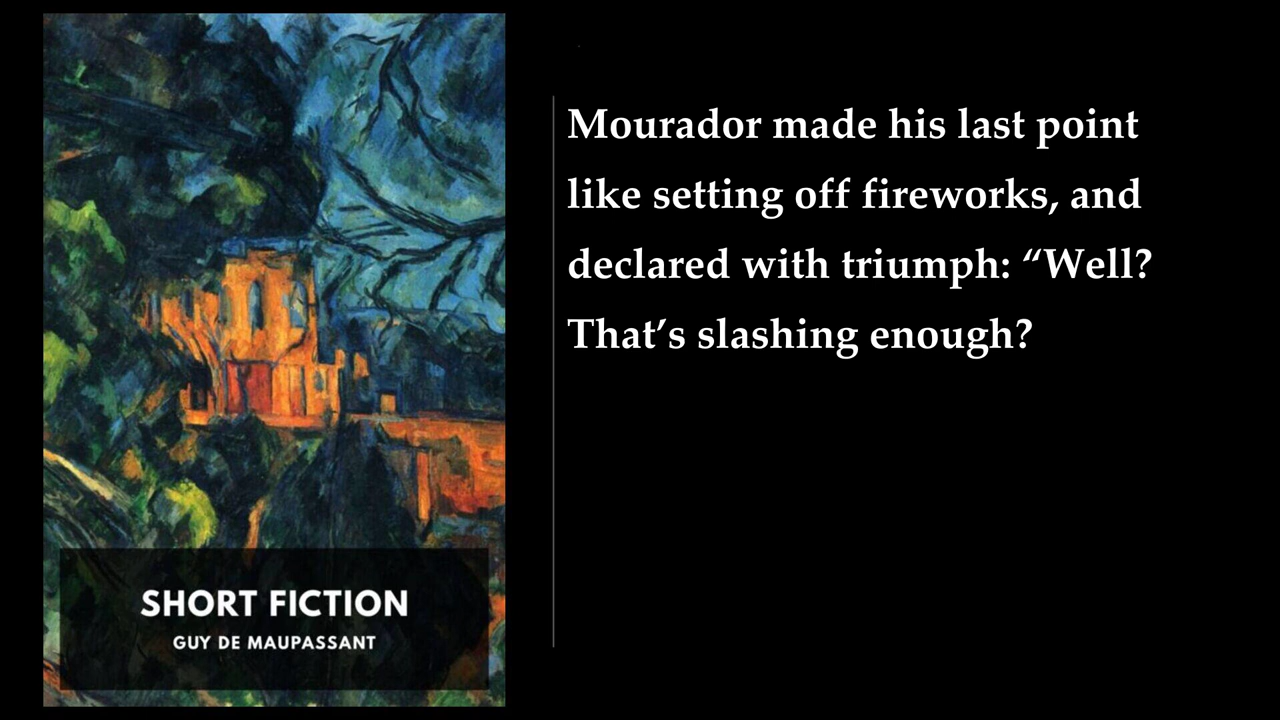 Mourador made his last point
like setting off fireworks, and
declared with triumph: “Well?
That’s slashing enough?
SHORT FICTION
GUY DE MAUPASSANT